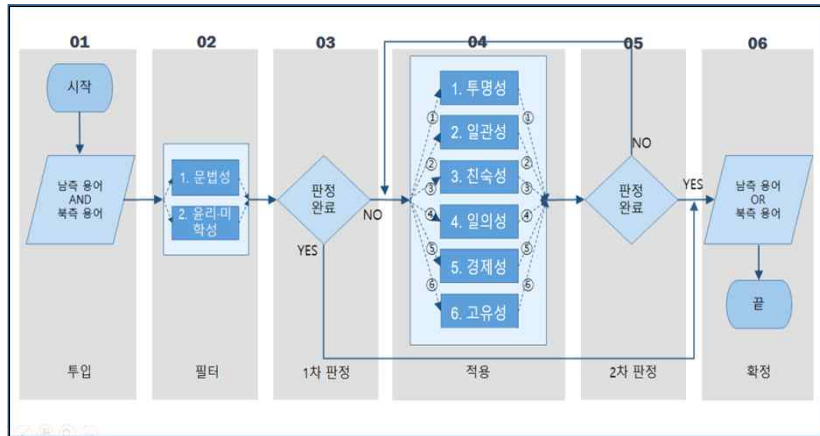 01
02
03
04
05
06
시작
남측 용어
AND
북측 용어
1. 문법성
2. 윤리·미
학성
판정
완료
NO
YES
1. 투명성
2. 일관성
3. 친숙성
4. 일의성
5. 경제성
6. 고유성
①
②
③
④
⑤
⑥
①
②
③
④
⑤
⑥
판정
완료
NO
YES
남측 용어
OR
북측 용어
끝
투입
필터
1차 판정
적용
2차 판정
확정